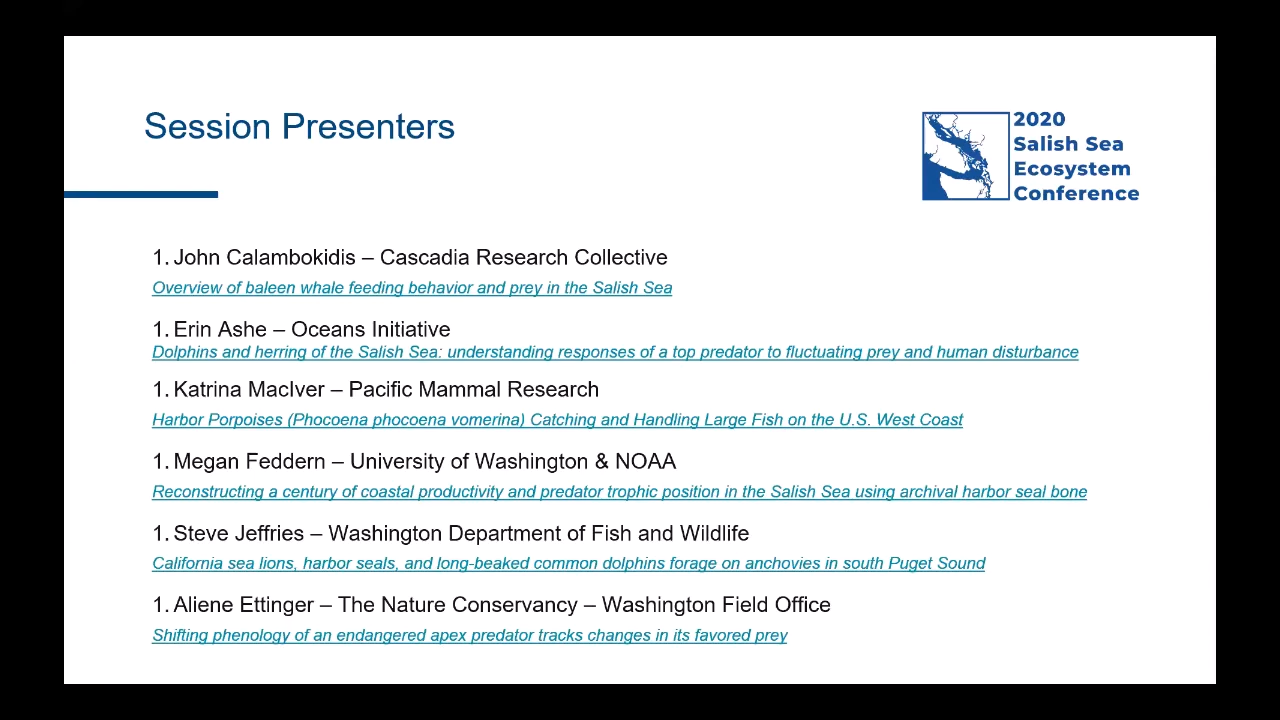 Session Presenters
2020
Salish Sea
Ecosystem
Conference
1. John Calambokidis – Cascadia Research Collective
Overview of baleen whale feeding behavior and prey in the Salish Sea
1. Erin Ashe – Oceans Initiative
Dolphins and herring of the Salish Sea: understanding responses of a top predator to fluctuating prey and human disturbance
1. Katrina MacIver – Pacific Mammal Research
Harbor Porpoises (Phocoena phocoena vomerina) Catching and Handling Large Fish on the U.S. West Coast
1. Megan Feddern – University of Washington & NOAA
Reconstructing a century of coastal productivity and predator trophic position in the Salish Sea using archival harbor seal bone
1. Steve Jeffries – Washington Department of Fish and Wildlife
California sea lions, harbor seals, and long-beaked common dolphins forage on anchovies in south Puget Sound
1. Aliene Ettinger – The Nature Conservancy – Washington Field Office
Shifting phenology of an endangered apex predator tracks changes in its favored prey